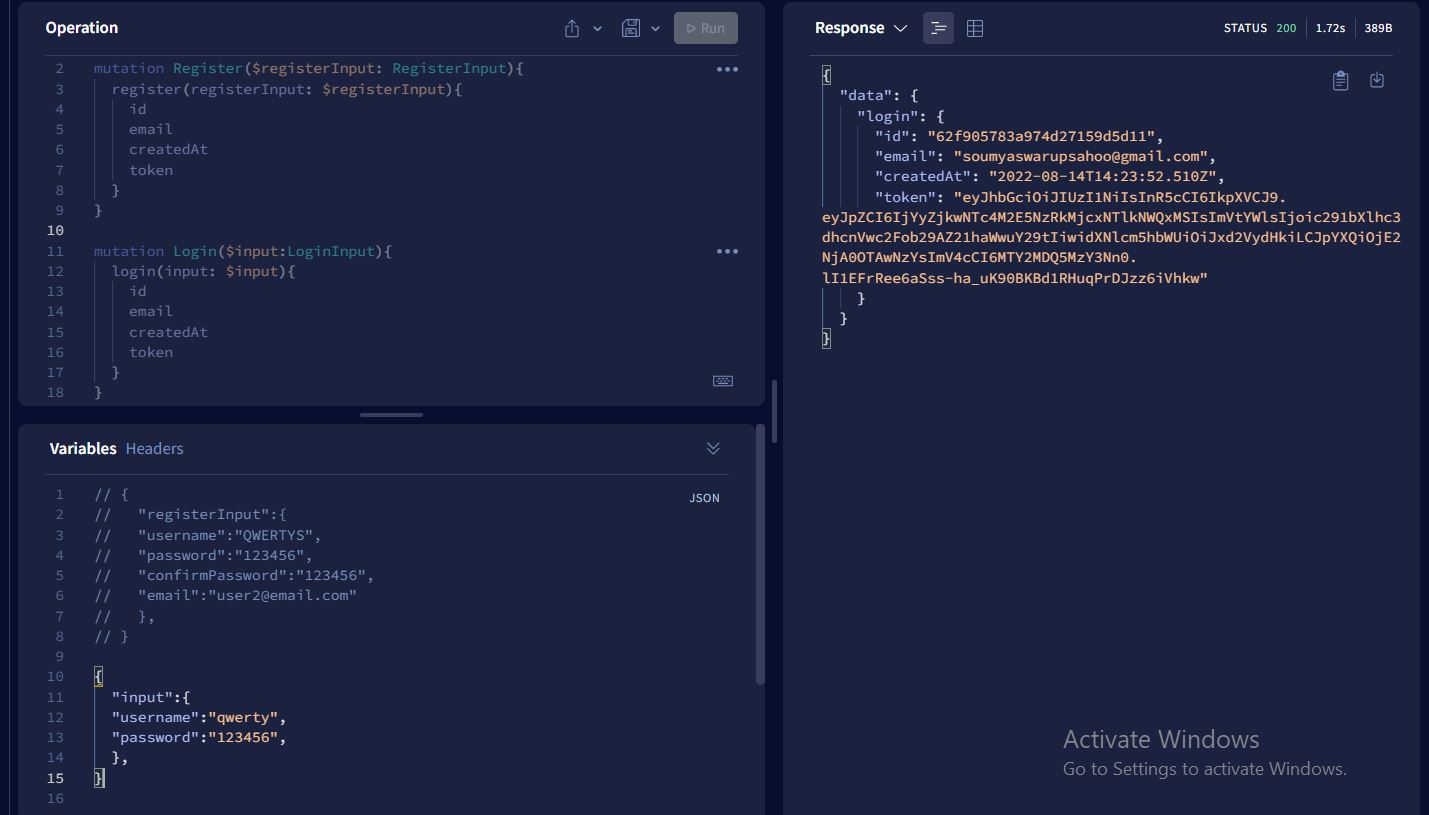 Operation
Run
2 mutation Register($registerInput: RegisterInput){
3 register(registerInput: $registerInput){
4 id
5 email
6 createdAt
7 token
8 }
9 }
10
11 mutation Login($input:LoginInput){
12 login(input: $input){
13 id
14 email
15 createdAt
16 token
17 }
18 }
Variables Headers
JSON
1 // {
2 // "registerInput":{
3 // "username":"QWERTYS",
4 // "password":"123456",
5 // "confirmPassword":"123456",
6 // "email":"user2@email.com"
7 // },
8 // }
9
10 {
11 "input":{
12 "username":"qwerty",
13 "password":"123456",
14 },
15 }
16
Response
STATUS 200 1.72s 389B
{
"data": {
"login": {
"id": "62f905783a974d27159d5d11",
"email": "soumyaswarupsahoo@gmail.com",
"createdAt": "2022-08-14T14:23:52.510Z",
"token": "eyJhbGciOiJIUzI1NiIsInR5cCI6IkpXVCJ9.
eyJpZCI6IjYyZjkwNTc4M2E5NzRkMjcxNTlkNWQxMSIsImVtYWlsIjoic291bXlhc3
dhcnVwc2Fob29AZ21haWwuY29tIiwidXNlcm5hbWUiOiJxd2VydHkiLCJpYXQiOjE2
NjA0OTAwNzYsImV4cCI6MTY2MDQ5MzY3Nn0.
lI1EFrRee6aSss-ha_uK90BKBd1RHuqPrDJzz6iVhkw"
}
}
}
Activate Windows
Go to Settings to activate Windows.